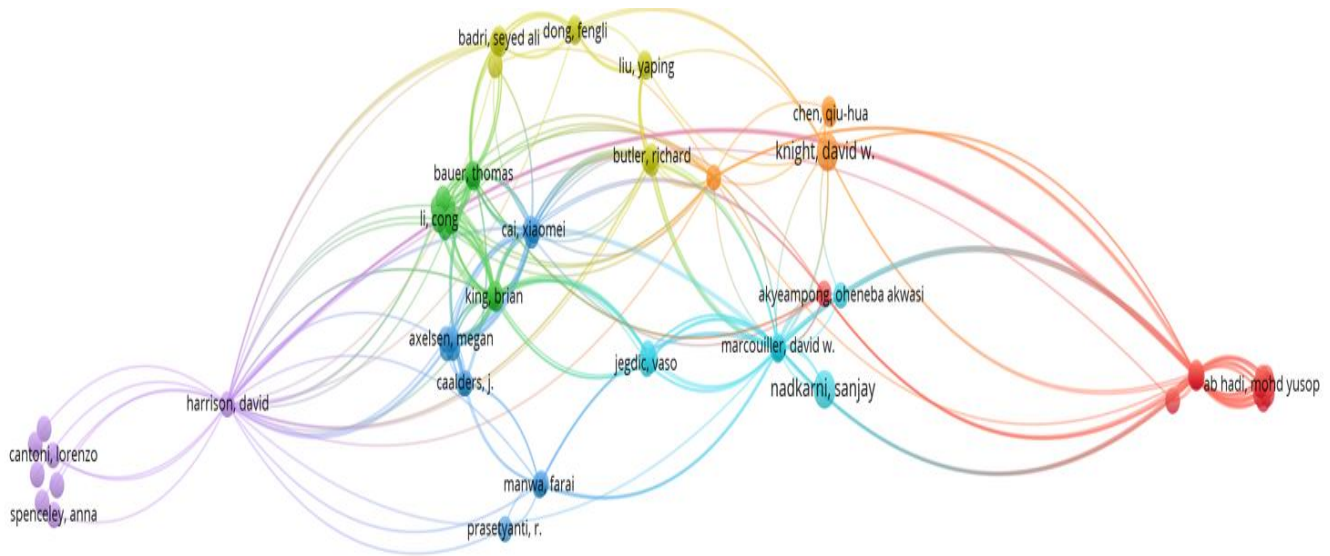 badri, seyed ali
dong, fengli
liu, yaping
chen, qiu-hua
knight, david w.
butler, richard
bauer, thomas
li, cong
cai, xiaomei
king, brian
akyeampong, oheneba akwasi
axelsen, megan
marcouiller, david w.
jegdic, vaso
caalders, j.
nadkarni, sanjay
ab hadi, mohd yusop
harrison, david
cantoni, lorenzo
manwa, farai
spenceley, anna
prasetyanti, r.